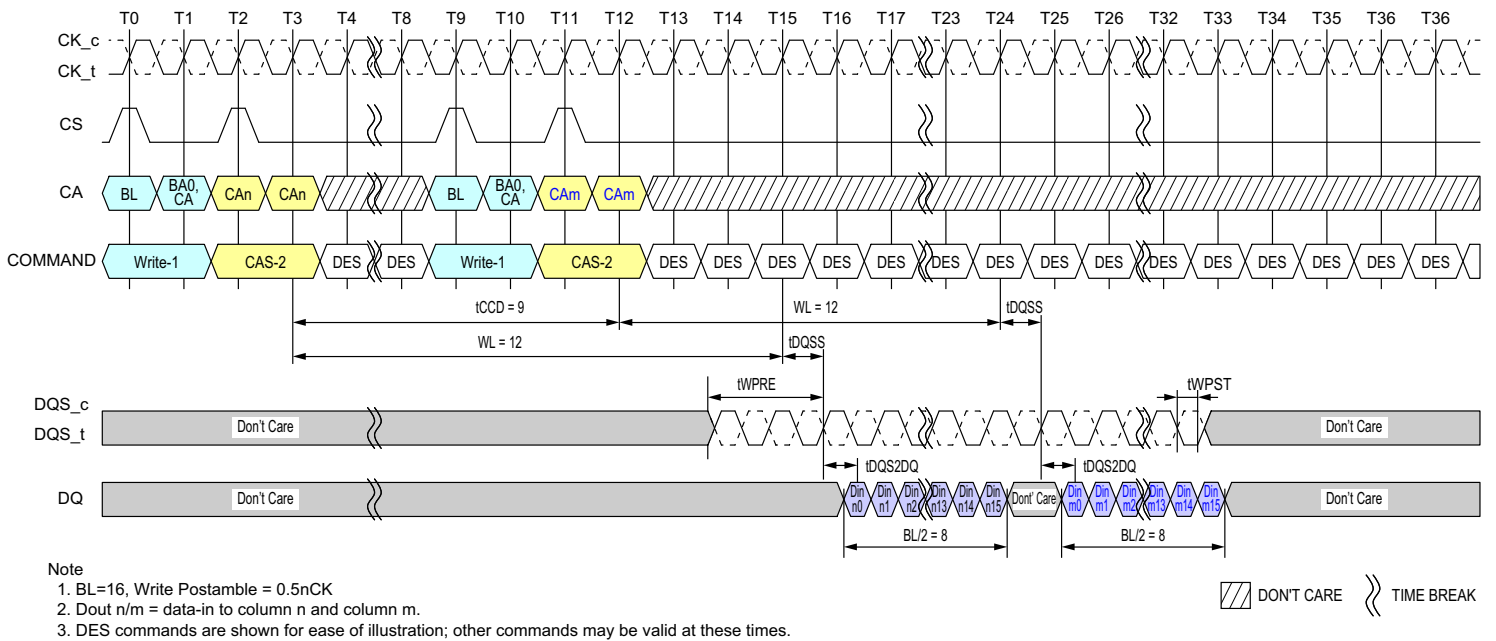 T0 T1 T2 T3 T4 T8 T9 T10 T11 T12 T13 T14 T15 T16 T17 T23 T24 T25 T26 T32 T33 T34 T35 T36 T36
CK_c
CK_t
CS
CA BL BA0, CA CAn CAn BL BA0, CA CAm CAm
COMMAND Write-1 CAS-2 DES DES Write-1 CAS-2 DES DES DES DES DES DES DES DES DES DES DES DES DES DES DES
tCCD = 9 WL = 12 tDQSS
WL = 12 tDQSS
tWPRE tWPST
DQS_c
DQS_t Don't Care Don't Care
tDQS2DQ tDQS2DQ
DQ Don't Care Din n0 Din n1 Din n2 Din n13 Din n14 Din n15 Dont' Care Din m0 Din m1 Din m2 Din m13 Din m14 Din m15 Don't Care
BL/2 = 8 BL/2 = 8
Note
1. BL=16, Write Postamble = 0.5nCK
2. Dout n/m = data-in to column n and column m.
3. DES commands are shown for ease of illustration; other commands may be valid at these times.
DON'T CARE TIME BREAK